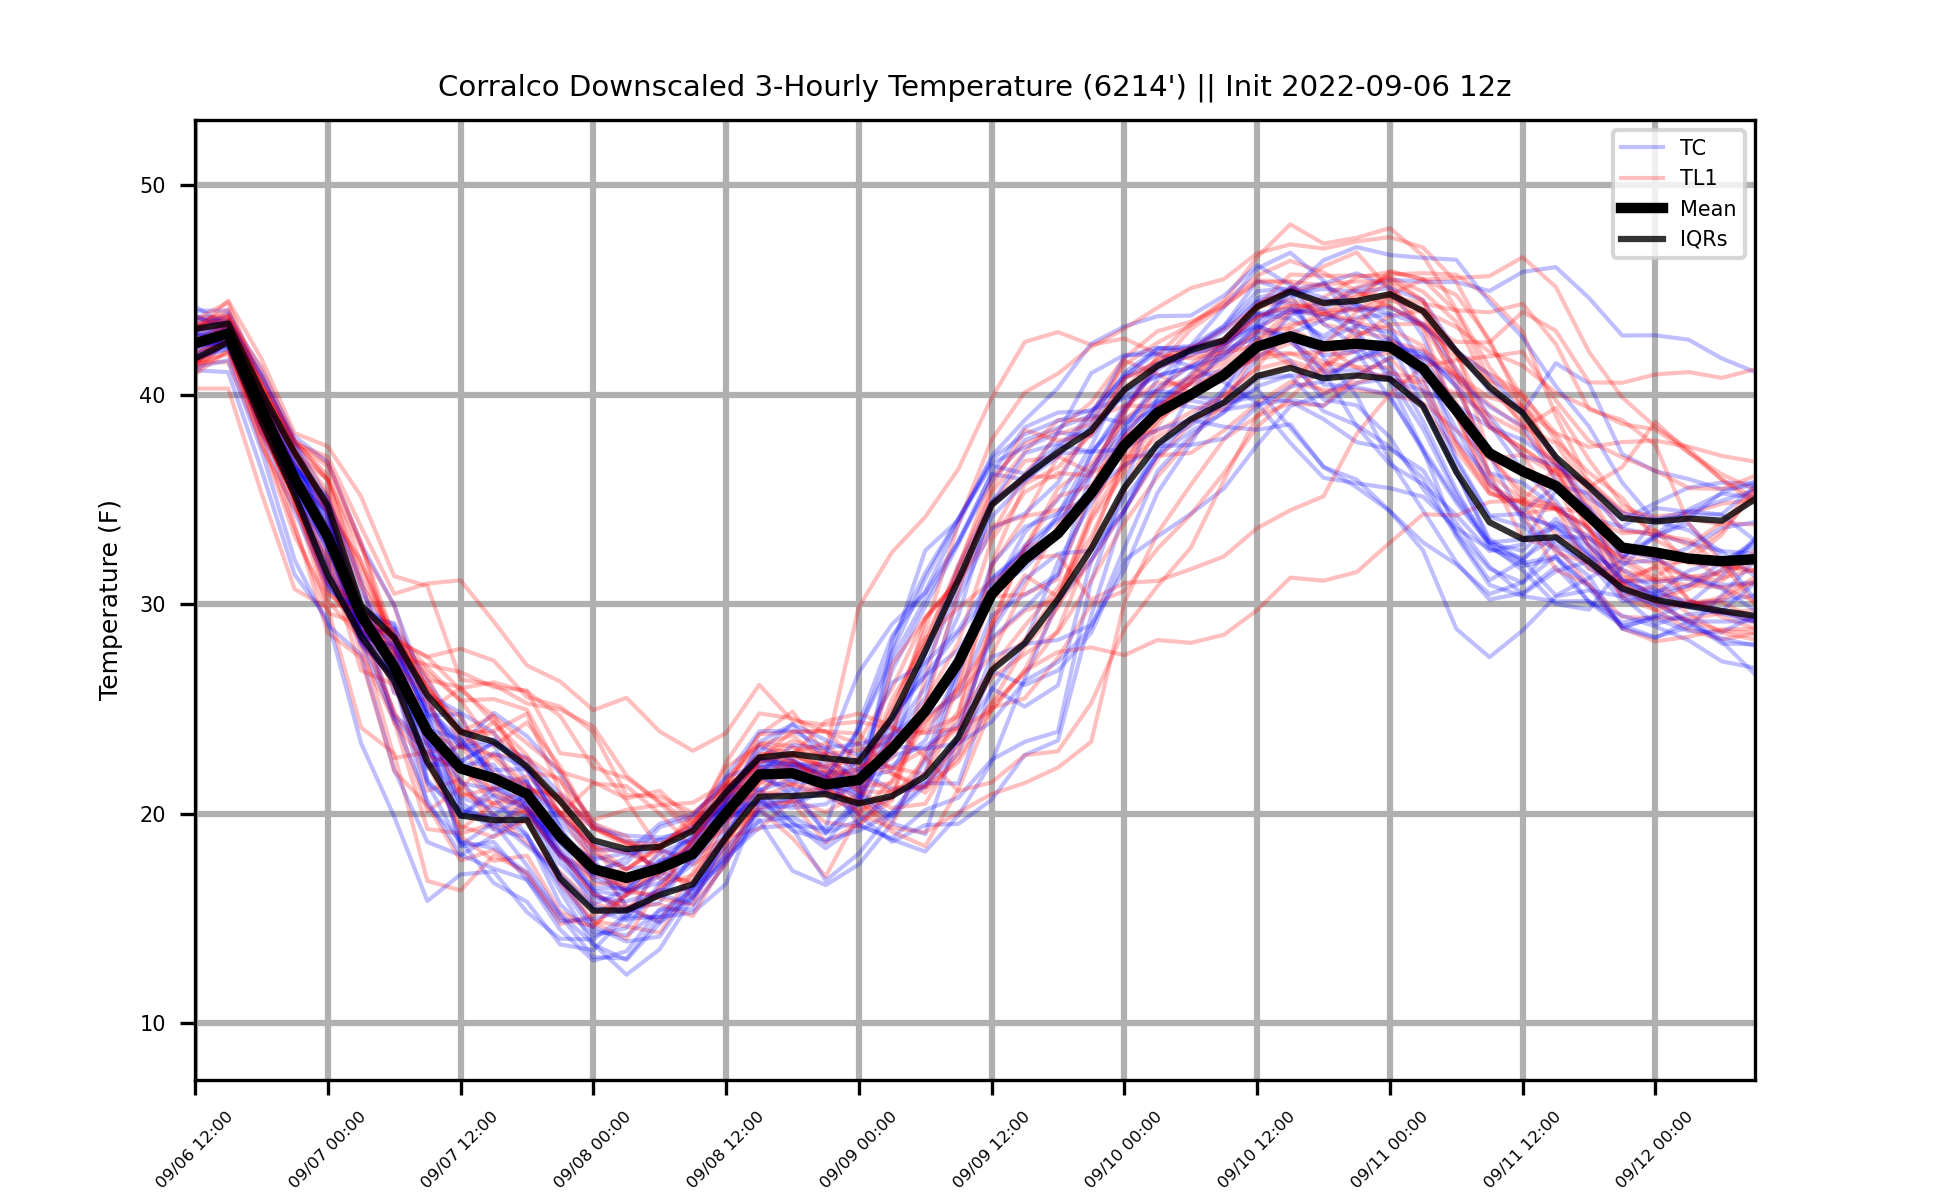 Corralco Downscaled 3-Hourly Temperature (6214') || Init 2022-09-06 12z
TC
TL1
Mean
IQRs
Temperature (F)
50
40
30
20
10
09/06 12:00
09/07 00:00
09/07 12:00
09/08 00:00
09/08 12:00
09/09 00:00
09/09 12:00
09/10 00:00
09/10 12:00
09/11 00:00
09/11 12:00
09/12 00:00